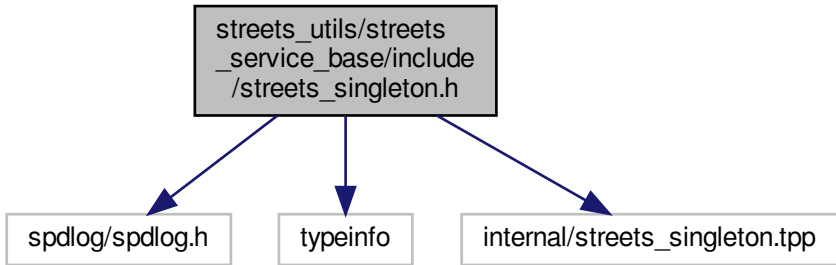 streets_utils/streets
_service_base/include
/streets_singleton.h
spdlog/spdlog.h
typeinfo
internal/streets_singleton.tpp